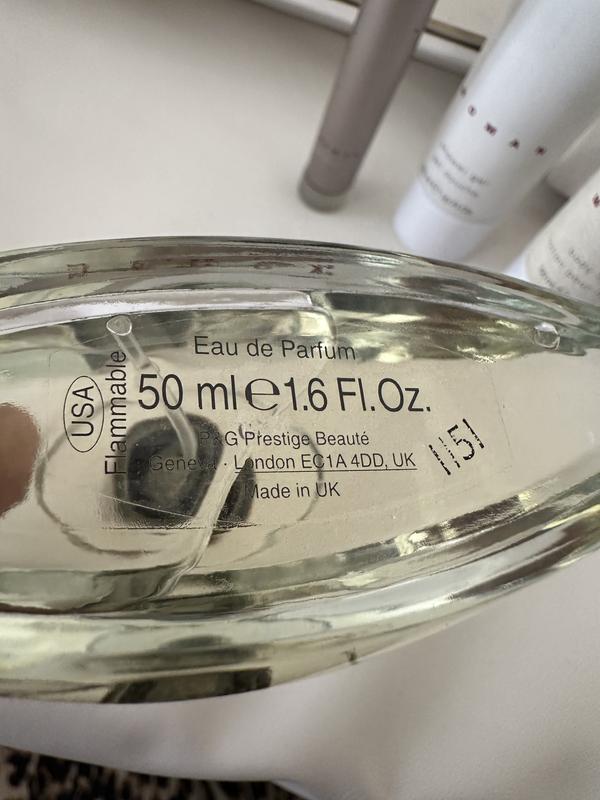 Eau de Parfum
50 ml ℮ 1.6 Fl.Oz.
USA
Flammable
P&G Prestige Beauté
Geneva · London EC1A 4DD, UK
Made in UK